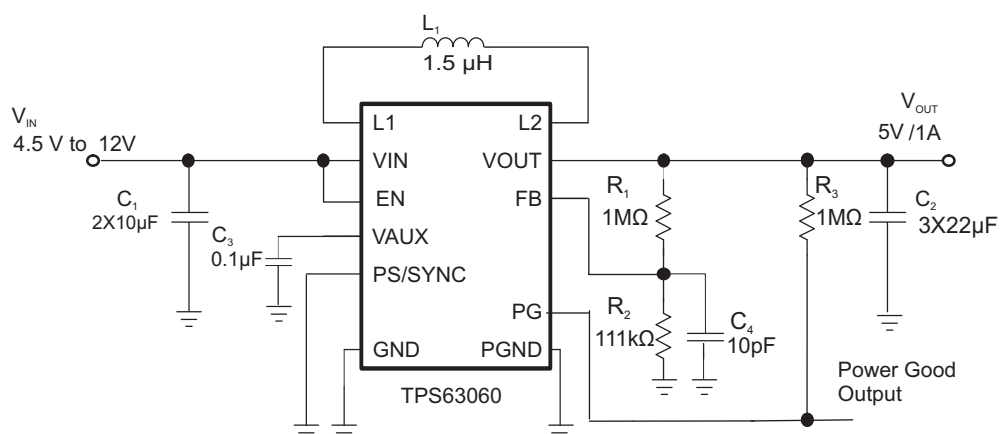 L₁
1.5 µH
V_IN
4.5 V to 12V
V_OUT
5V /1A
L1
L2
VIN
VOUT
EN
FB
VAUX
PS/SYNC
PG
GND
PGND
TPS63060
C₁
2X10µF
C₃
0.1µF
R₁
1MΩ
R₃
1MΩ
C₂
3X22µF
R₂
111kΩ
C₄
10pF
Power Good
Output